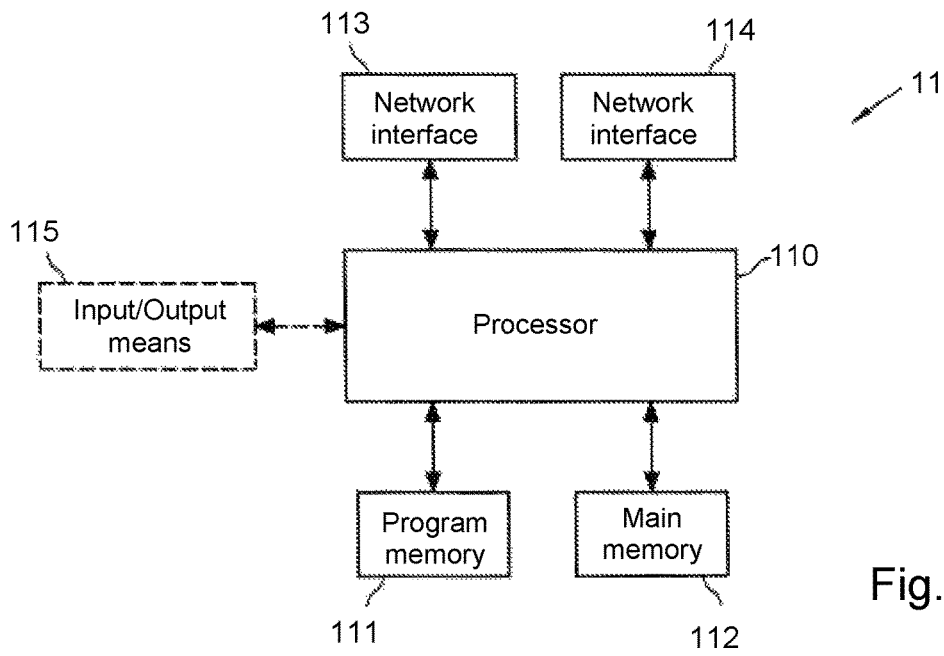 113
114
11
Network
interface
Network
interface
115
110
Input/Output
means
Processor
Program
memory
Main
memory
Fig.
111
112